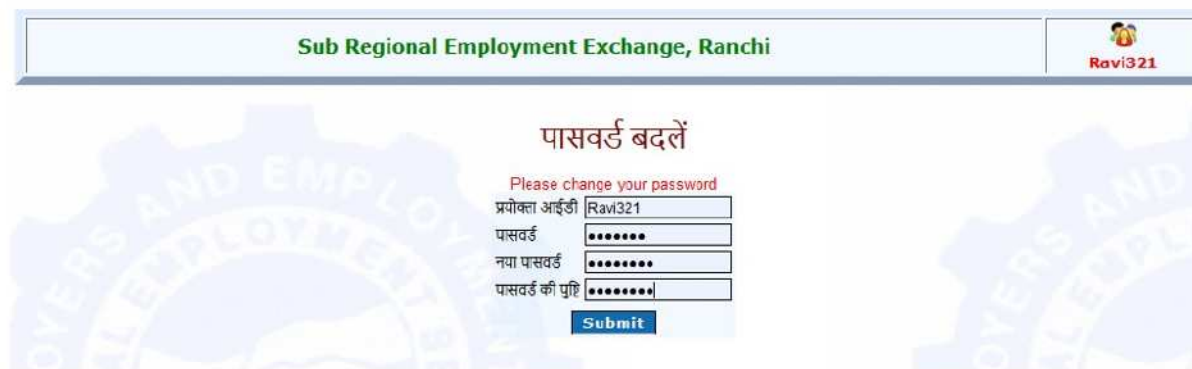 Sub Regional Employment Exchange, Ranchi
Ravi321
पासवर्ड बदलें
Please change your password
प्रयोक्ता आईडी Ravi321
पासवर्ड •••••••
नया पासवर्ड ••••••••
पासवर्ड की पुष्टि ••••••••
Submit